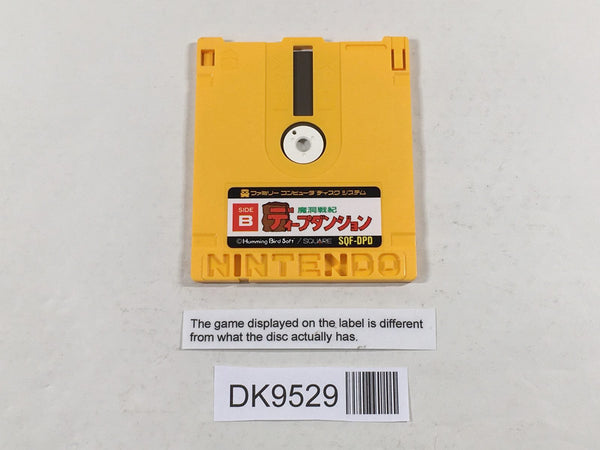 ファミリー コンピュータ ディスク システム
SIDE
B
魔洞戦紀
ディープダンジョン
©Humming Bird Soft / SQUARE SQF-DPD
NINTENDO
The game displayed on the label is different
from what the disc actually has.
DK9529